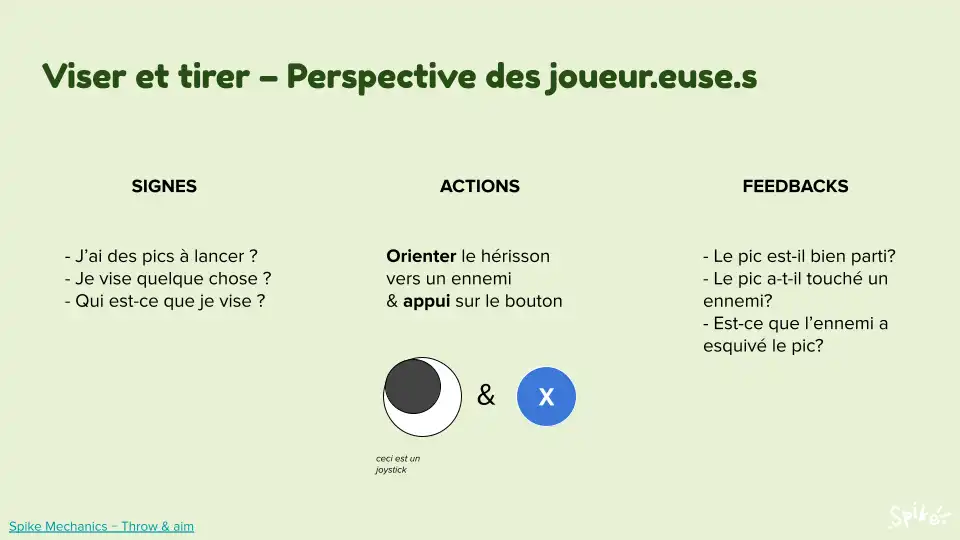 Viser et tirer – Perspective des joueur.euse.s
SIGNES
- J’ai des pics à lancer ?
- Je vise quelque chose ?
- Qui est-ce que je vise ?
ACTIONS
Orienter le hérisson
vers un ennemi
& appui sur le bouton
&
X
ceci est un
joystick
FEEDBACKS
- Le pic est-il bien parti?
- Le pic a-t-il touché un
ennemi?
- Est-ce que l’ennemi a
esquivé le pic?
Spike Mechanics – Throw & aim
Spike